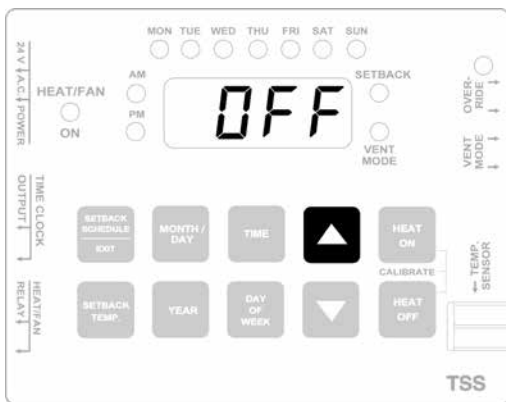 MON TUE WED THU FRI SAT SUN
24 V A.C. POWER
HEAT/FAN
ON
AM
PM
OFF
SETBACK
VENT
MODE
OVER-
RIDE
VENT
MODE
TIME CLOCK
OUTPUT
SETBACK
SCHEDULE
EXIT
MONTH /
DAY
TIME
HEAT
ON
CALIBRATE
TEMP.
SENSOR
HEAT/FAN
RELAY
SETBACK
TEMP.
YEAR
DAY
OF
WEEK
HEAT
OFF
TSS